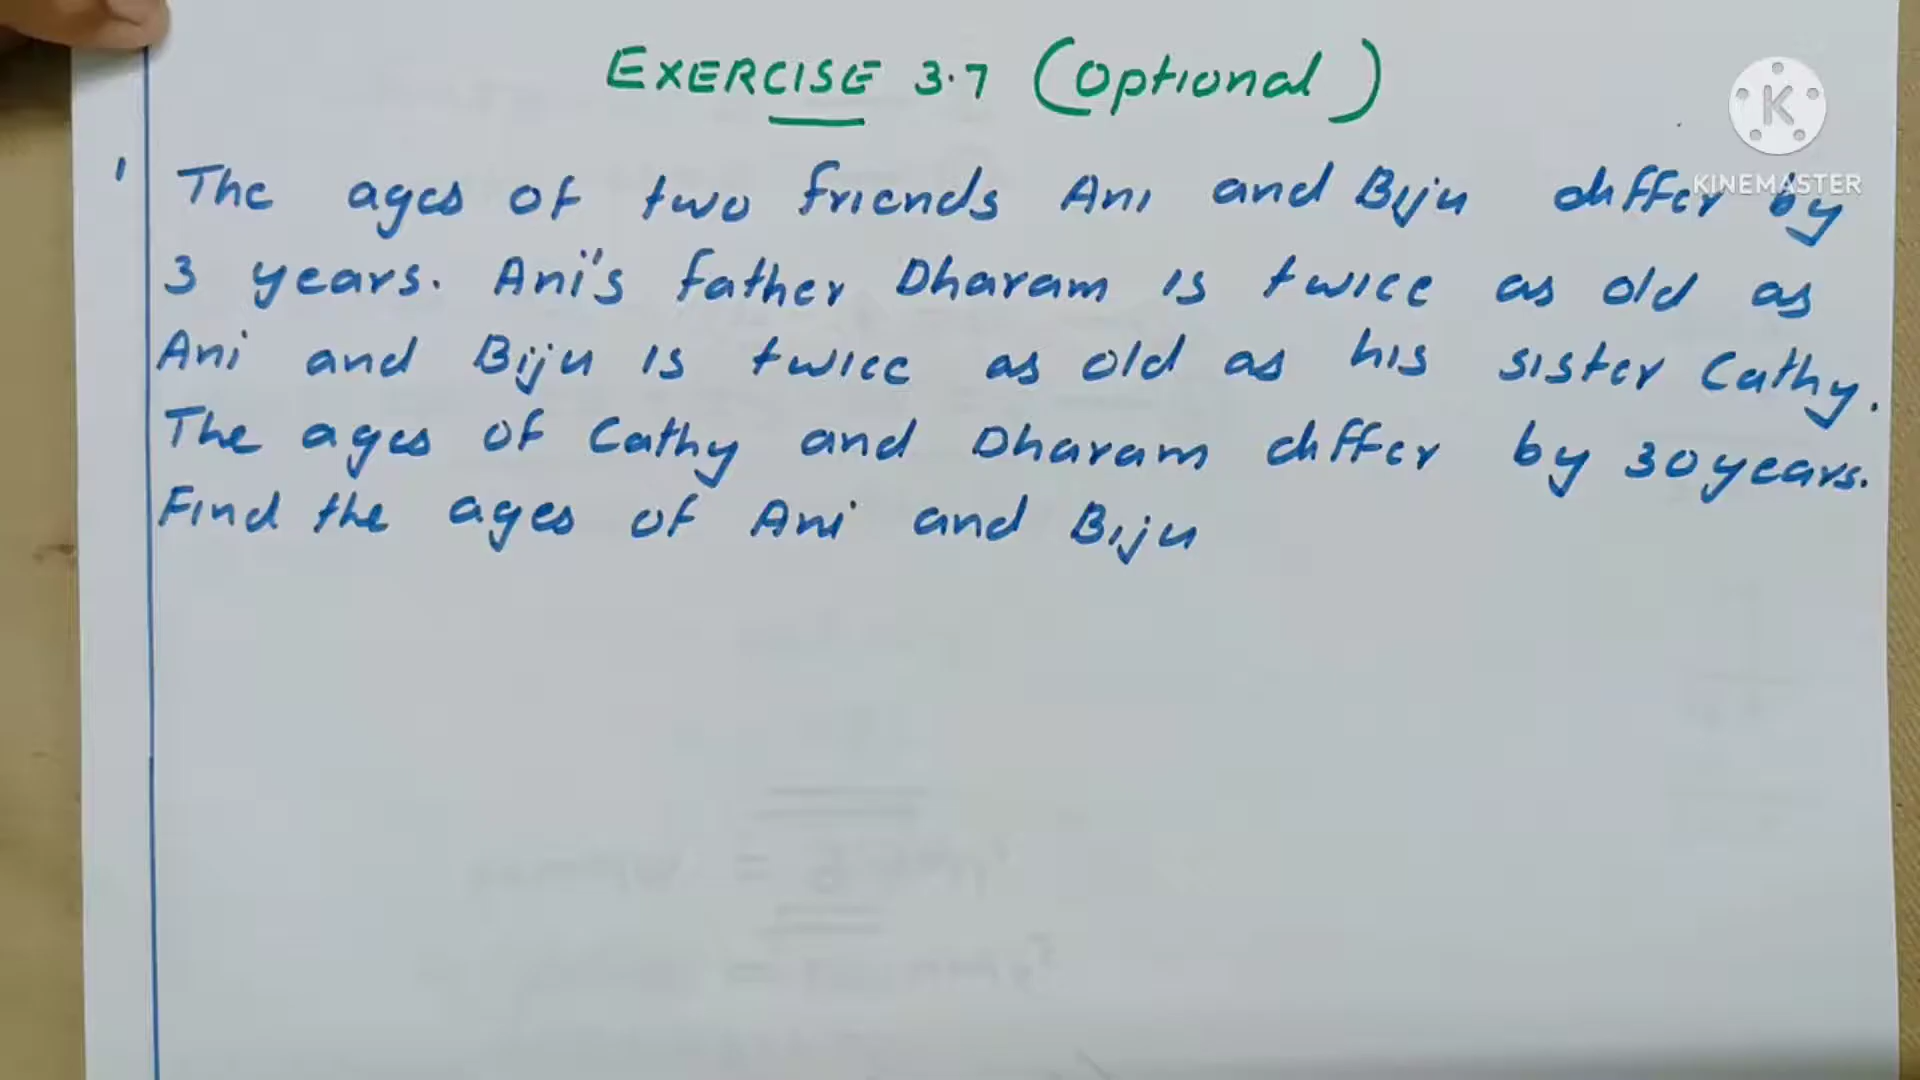 EXERCISE 3.7 (Optional)
K
KINEMASTER
1 The ages of two friends Ani and Biju differ by
3 years. Ani's father Dharam is twice as old as
Ani and Biju is twice as old as his sister Cathy.
The ages of Cathy and Dharam differ by 30 years.
Find the ages of Ani and Biju